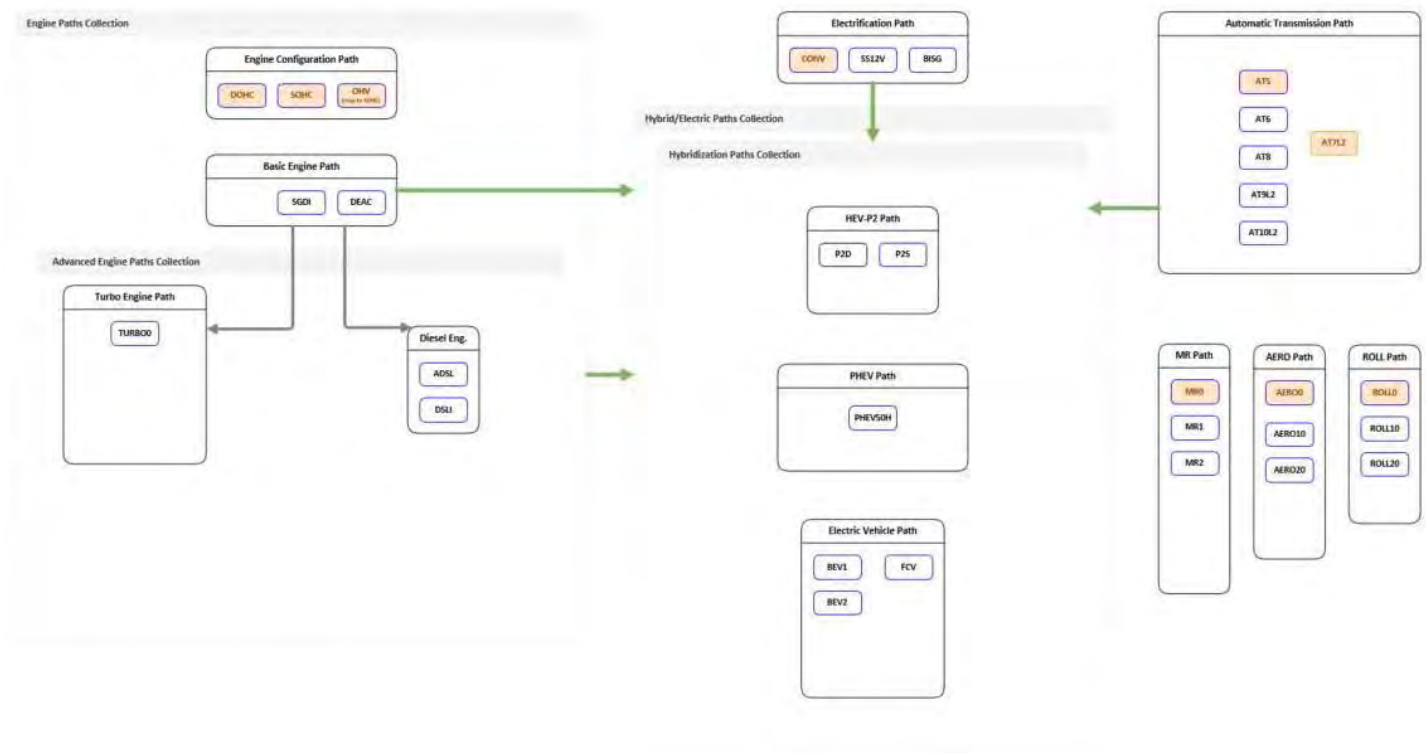 Engine Paths Collection
Engine Configuration Path
DOHC
SOHC
OHV
Basic Engine Path
SGDI
DEAC
Advanced Engine Paths Collection
Turbo Engine Path
TURBO0
Diesel Eng.
ADSL
DSLI
Electrification Path
CONV
SS12V
BISG
Hybrid/Electric Paths Collection
Hybridization Paths Collection
HEV-P2 Path
P2D
P2S
PHEV Path
PHEV50H
Electric Vehicle Path
BEV1
FCV
BEV2
Automatic Transmission Path
AT5
AT6
AT7L2
AT8
AT9L2
AT10L2
MR Path
MR0
MR1
MR2
AERO Path
AERO0
AERO10
AERO20
ROLL Path
ROLL0
ROLL10
ROLL20